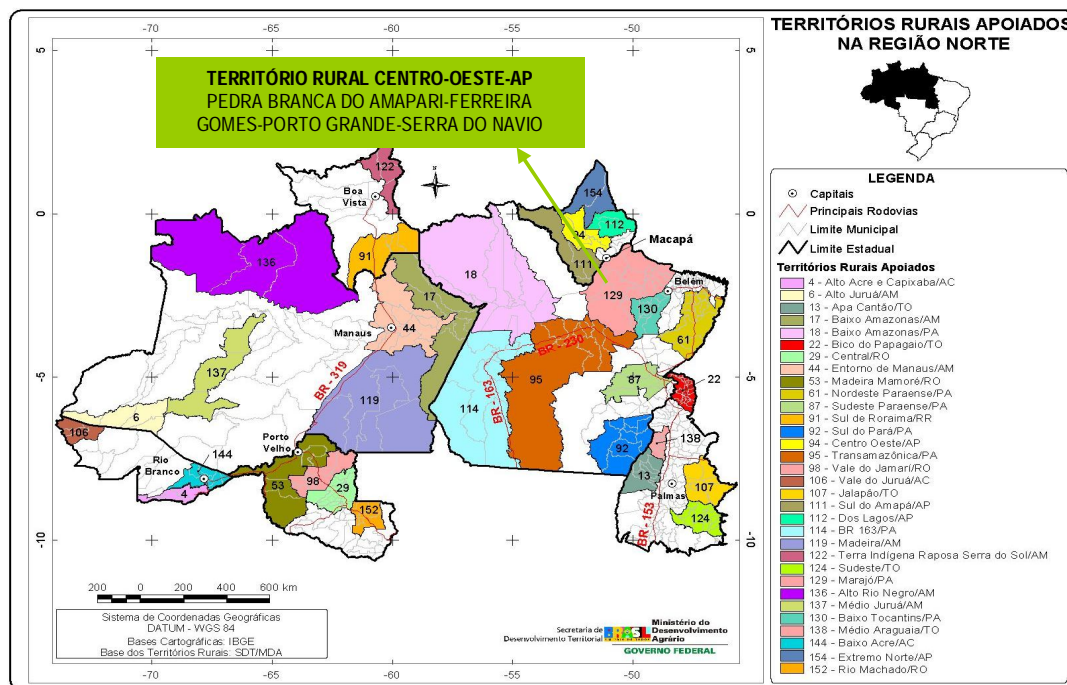 TERRITÓRIOS RURAIS APOIADOS
NA REGIÃO NORTE
-70
-65
-60
-55
-50
5
5
TERRITÓRIO RURAL CENTRO-OESTE-AP
PEDRA BRANCA DO AMAPARI-FERREIRA
GOMES-PORTO GRANDE-SERRA DO NAVIO
122
Boa
Vista
N
154
0
0
94
112
Macapá
136
91
18
111
17
129
Belém
130
Manaus
44
61
BR-319
BR-230
137
BR-163
-5
-5
87
22
119
114
95
6
106
Porto
Velho
138
144
92
Rio
Branco
13
4
98
29
107
53
Palmas
152
124
BR - 153
-10
-10
200 0 200 400 600 km
Sistema de Coordenadas Geográficas
DATUM - WGS 84
Bases Cartográficas: IBGE
Base dos Territórios Rurais: SDT/MDA
Secretaria de
Desenvolvimento Territorial
BRASIL
Ministério do
Desenvolvimento
Agrário
GOVERNO FEDERAL
-70
-65
-60
-55
-50
LEGENDA
Capitais
Principais Rodovias
Limite Municipal
Limite Estadual
Territórios Rurais Apoiados
4 - Alto Acre e Capixaba/AC
6 - Alto Juruá/AM
13 - Apa Cantão/TO
17 - Baixo Amazonas/AM
18 - Baixo Amazonas/PA
22 - Bico do Papagaio/TO
29 - Central/RO
44 - Entorno de Manaus/AM
53 - Madeira Mamoré/RO
61 - Nordeste Paraense/PA
87 - Sudeste Paraense/PA
91 - Sul de Roraima/RR
92 - Sul do Pará/PA
94 - Centro Oeste/AP
95 - Transamazônica/PA
98 - Vale do Jamarí/RO
106 - Vale do Juruá/AC
107 - Jalapão/TO
111 - Sul do Amapá/AP
112 - Dos Lagos/AP
114 - BR 163/PA
119 - Madeira/AM
122 - Terra Indígena Raposa Serra do Sol/AM
124 - Sudeste/TO
129 - Marajó/PA
136 - Alto Rio Negro/AM
137 - Médio Juruá/AM
130 - Baixo Tocantins/PA
138 - Médio Araguaia/TO
144 - Baixo Acre/AC
154 - Extremo Norte/AP
152 - Rio Machado/RO